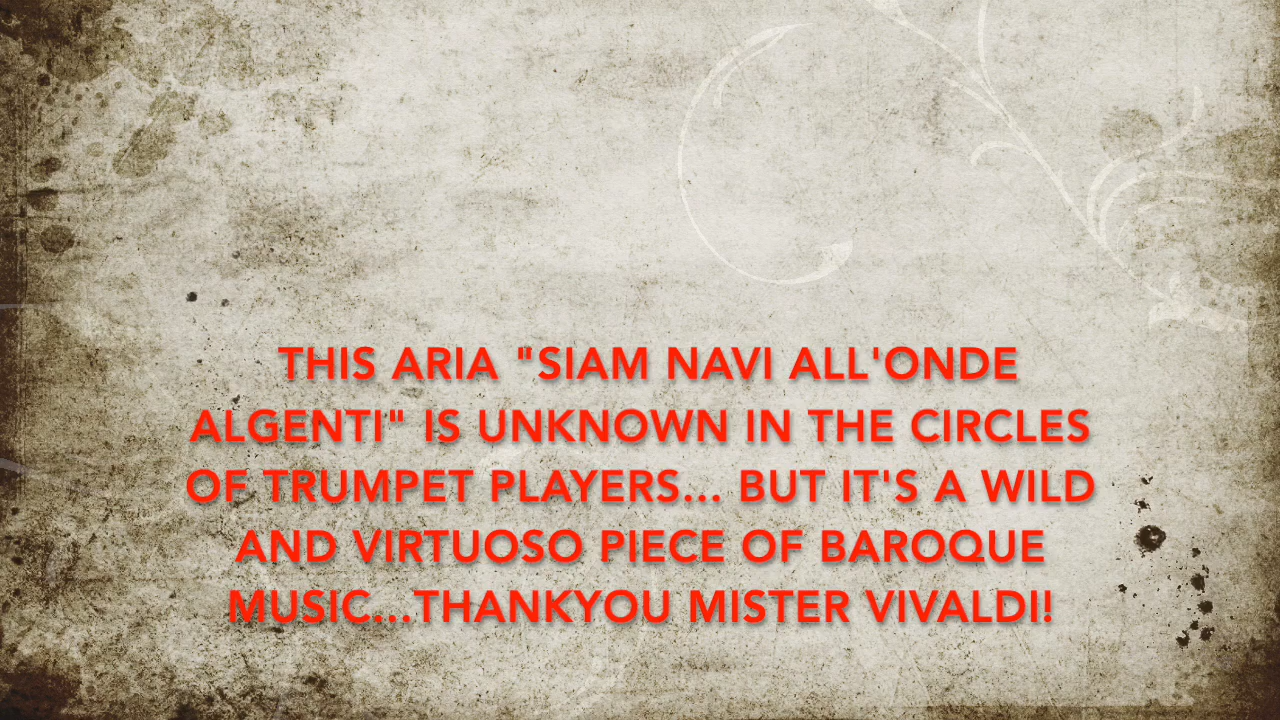 THIS ARIA "SIAM NAVI ALL'ONDE
ALGENTI" IS UNKNOWN IN THE CIRCLES
OF TRUMPET PLAYERS... BUT IT'S A WILD
AND VIRTUOSO PIECE OF BAROQUE
MUSIC...THANKYOU MISTER VIVALDI!